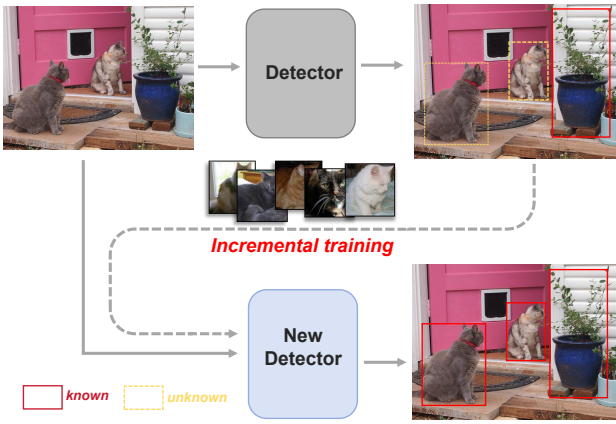 Detector
Incremental training
New
Detector
known
unknown